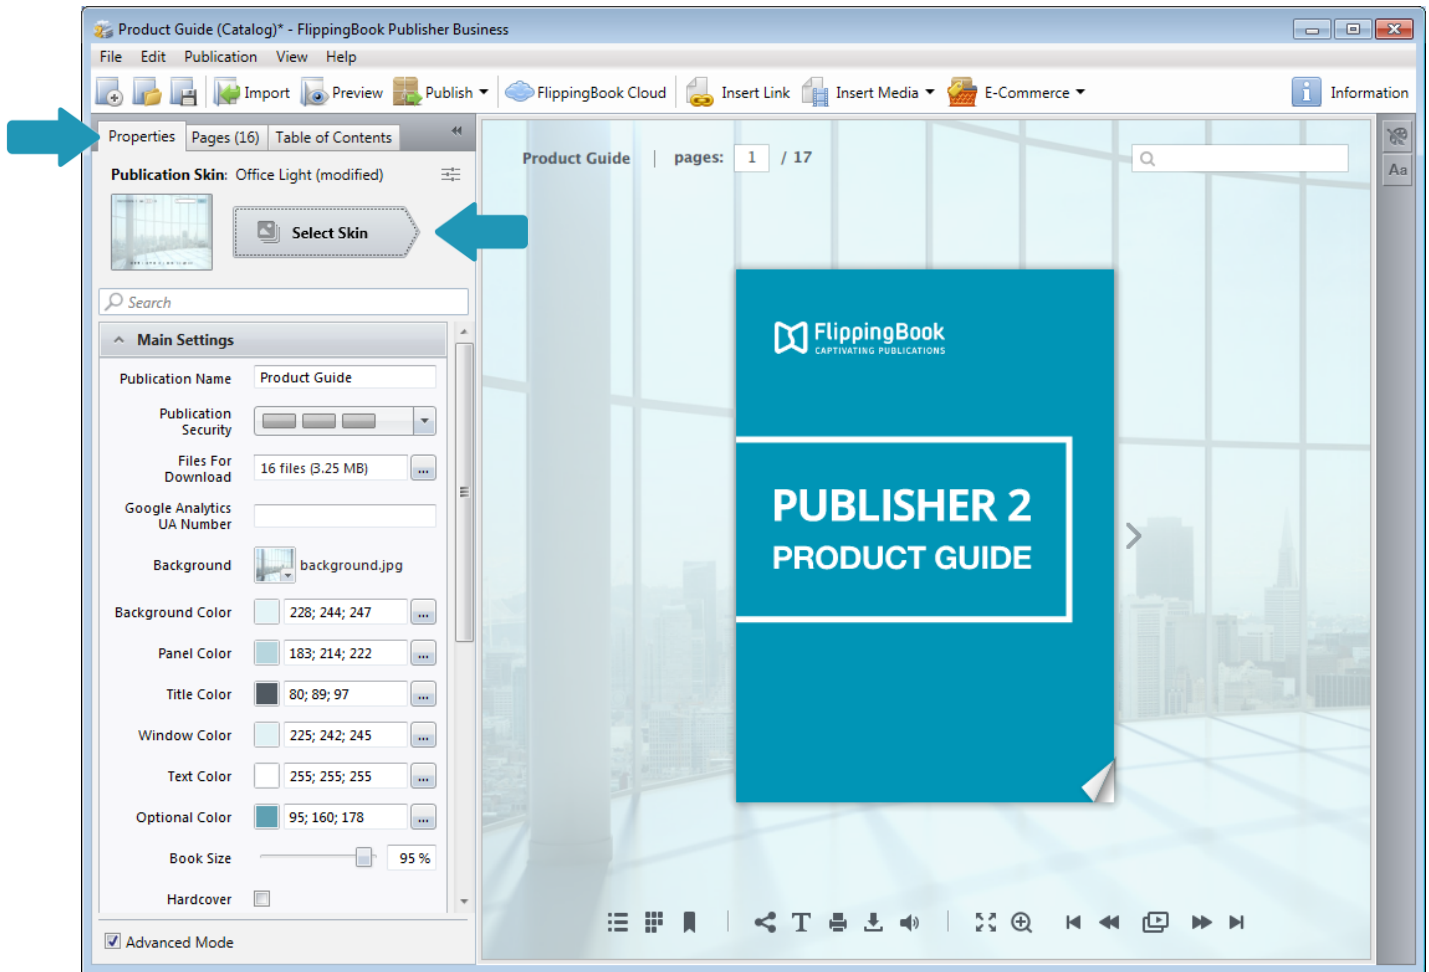 Product Guide (Catalog)* - FlippingBook Publisher Business
File Edit Publication View Help
Import Preview Publish FlippingBook Cloud Insert Link Insert Media E-Commerce Information
Properties Pages (16) Table of Contents
Publication Skin: Office Light (modified)
Select Skin
Search
Main Settings
Publication Name Product Guide
Publication
Security
Files For
Download
16 files (3.25 MB) ...
Google Analytics
UA Number
Background background.jpg
Background Color 228; 244; 247 ...
Panel Color 183; 214; 222 ...
Title Color 80; 89; 97 ...
Window Color 225; 242; 245 ...
Text Color 255; 255; 255 ...
Optional Color 95; 160; 178 ...
Book Size 95 %
Hardcover
Advanced Mode
Product Guide | pages: 1 / 17
Aa
FlippingBook
CAPTIVATING PUBLICATIONS
PUBLISHER 2
PRODUCT GUIDE